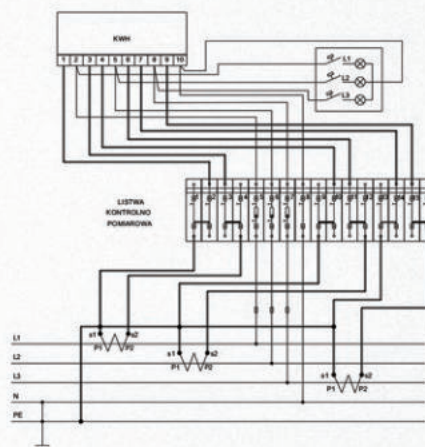 KWH
1 2 3 4 5 6 7 8 9 10
L1
L2
L3
LISTWA
KONTROLNO
POMIAROWA
s1 s2
P1 P2
s1 s2
P1 P2
s1 s2
P1 P2
L1
L2
L3
N
PE